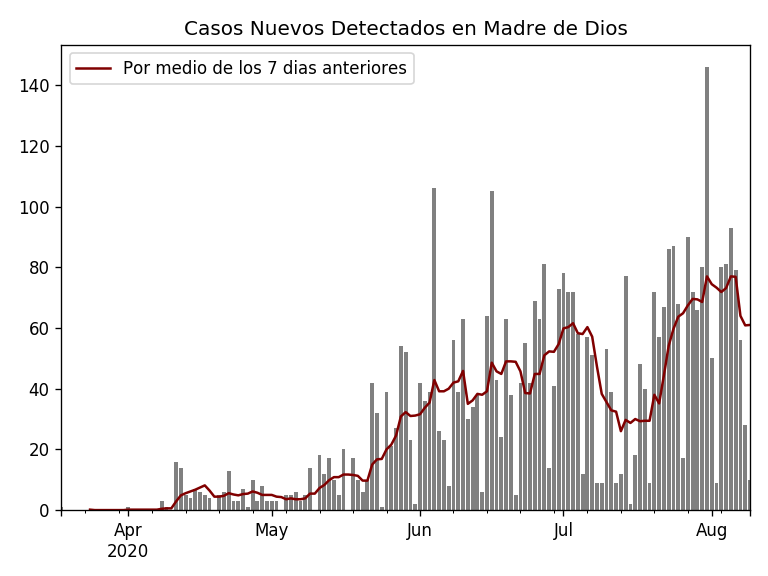 Casos Nuevos Detectados en Madre de Dios
Por medio de los 7 dias anteriores
140
120
100
80
60
40
20
0
Apr
2020
May
Jun
Jul
Aug